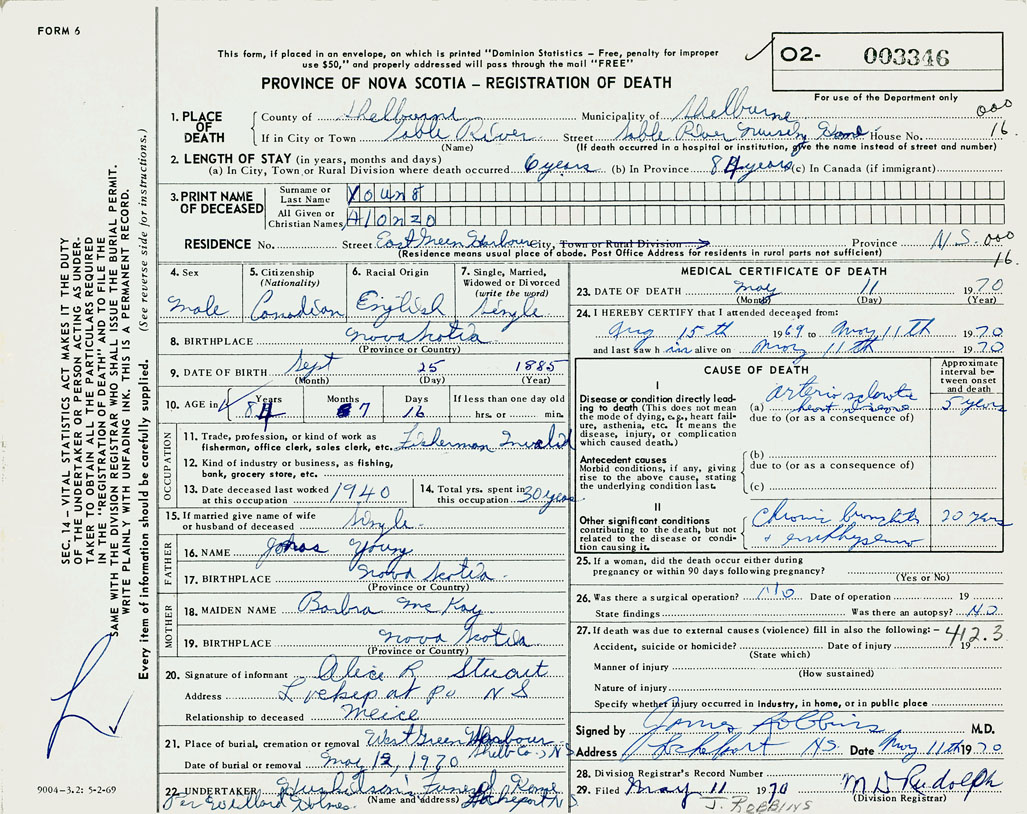 FORM 6
This form, if placed in an envelope, on which is printed "Dominion Statistics – Free, penalty for improper
use $50," and properly addressed will pass through the mail "FREE"
PROVINCE OF NOVA SCOTIA – REGISTRATION OF DEATH
02- 003346
For use of the Department only
1. PLACE OF DEATH
County of Shelburne Municipality of Shelburne 000
If in City or Town Sable River Street Sable River Nursing Home House No. 16
(Name) (If death occurred in a hospital or institution, give the name instead of street and number)
2. LENGTH OF STAY (in years, months and days)
(a) In City, Town or Rural Division where death occurred 6 years (b) In Province 84 years (c) In Canada (if immigrant)
3. PRINT NAME OF DECEASED
Surname or Last Name Young
All Given or Christian Names Alonzo
RESIDENCE No. Street East Green Harbour City, Town or Rural Division Province N.S. 000
(Residence means usual place of abode. Post Office Address for residents in rural parts not sufficient) 16
4. Sex Male
5. Citizenship (Nationality) Canadian
6. Racial Origin English
7. Single, Married, Widowed or Divorced (write the word) Single
8. BIRTHPLACE Nova Scotia
(Province or Country)
9. DATE OF BIRTH Sept 25 1885
(Month) (Day) (Year)
10. AGE in Years 84 Months 7 Days 16 If less than one day old hrs. or min.
OCCUPATION
11. Trade, profession, or kind of work as
fisherman, office clerk, sales clerk, etc. Fisherman Invalid
12. Kind of industry or business, as fishing,
bank, grocery store, etc.
13. Date deceased last worked at this occupation 1940
14. Total yrs. spent in this occupation 30 years
15. If married give name of wife
or husband of deceased Single
FATHER
16. NAME Young
17. BIRTHPLACE Nova Scotia
(Province or Country)
MOTHER
18. MAIDEN NAME Barbra McKay
19. BIRTHPLACE Nova Scotia
(Province or Country)
20. Signature of informant Alice R Stuart
Address Lockeport PO N S
Relationship to deceased Neice
21. Place of burial, cremation or removal West Green Harbour
Shelb Co. N S
Date of burial or removal May 12, 1970
22. UNDERTAKER Funeral Home
(Name and address) Lockeport N S
Per Willard Holmes.
MEDICAL CERTIFICATE OF DEATH
23. DATE OF DEATH May 11 1970
(Month) (Day) (Year)
24. I HEREBY CERTIFY that I attended deceased from:
Aug 15th 1969 to May 11th 1970
and last saw h im alive on May 11th 1970
CAUSE OF DEATH
Approximate interval between onset and death
I
Disease or condition directly leading to death (This does not mean the mode of dying, e.g., heart failure, asthenia, etc. It means the disease, injury, or complication which caused death.)
(a) arterio sclerotic heart disease 5 years
due to (or as a consequence of)
Antecedent causes
Morbid conditions, if any, giving rise to the above cause, stating the underlying condition last.
(b)
due to (or as a consequence of)
(c)
II
Other significant conditions contributing to the death, but not related to the disease or condition causing it.
Chronic bronchitis + emphysema 20 years
25. If a woman, did the death occur either during
pregnancy or within 90 days following pregnancy?
(Yes or No)
26. Was there a surgical operation? No Date of operation 19
State findings Was there an autopsy? No
27. If death was due to external causes (violence) fill in also the following:– 412.3
Accident, suicide or homicide? Date of injury 19
(State which)
Manner of injury
(How sustained)
Nature of injury
Specify whether injury occurred in Industry, in home, or in public place
Signed by James Robbins M.D.
Address Lockeport NS. Date May 11th 1970
28. Division Registrar's Record Number
29. Filed May 11 1970 M D Rudolph
(Division Registrar)
J. ROBBINS
SEC. 14 – VITAL STATISTICS ACT MAKES IT THE DUTY
OF THE UNDERTAKER OR PERSON ACTING AS UNDER-
TAKER TO OBTAIN ALL THE PARTICULARS REQUIRED
IN THE "REGISTRATION OF DEATH" AND TO FILE THE
SAME WITH THE DIVISION REGISTRAR WHO SHALL ISSUE THE BURIAL PERMIT.
WRITE PLAINLY WITH UNFADING INK. THIS IS A PERMANENT RECORD.
Every item of information should be carefully supplied. (See reverse side for instructions.)
9004-3.2: 5-2-69